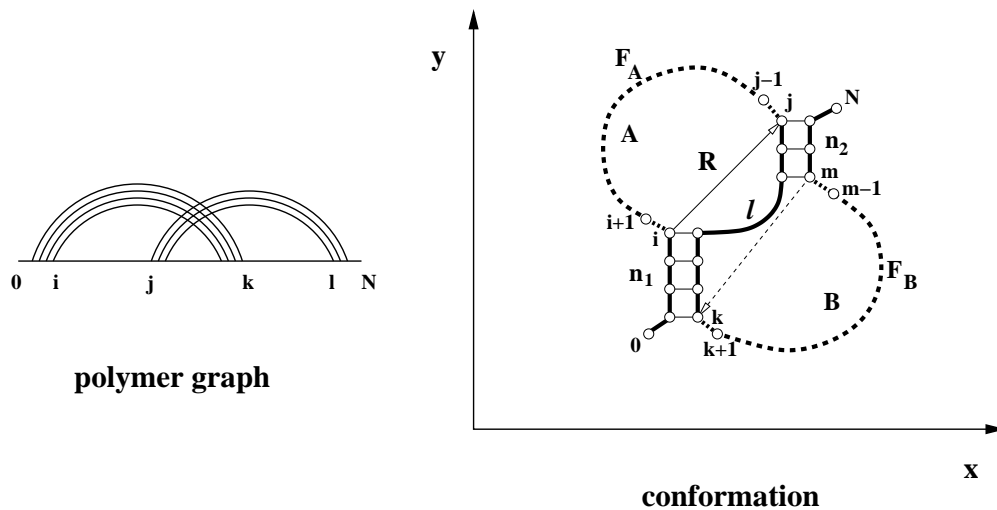 y
F_A
j−1
j
N
A
n_2
R
m
m−1
l
i+1
i
n_1
F_B
B
k
k+1
0
0 i j k l N
polymer graph
x
conformation